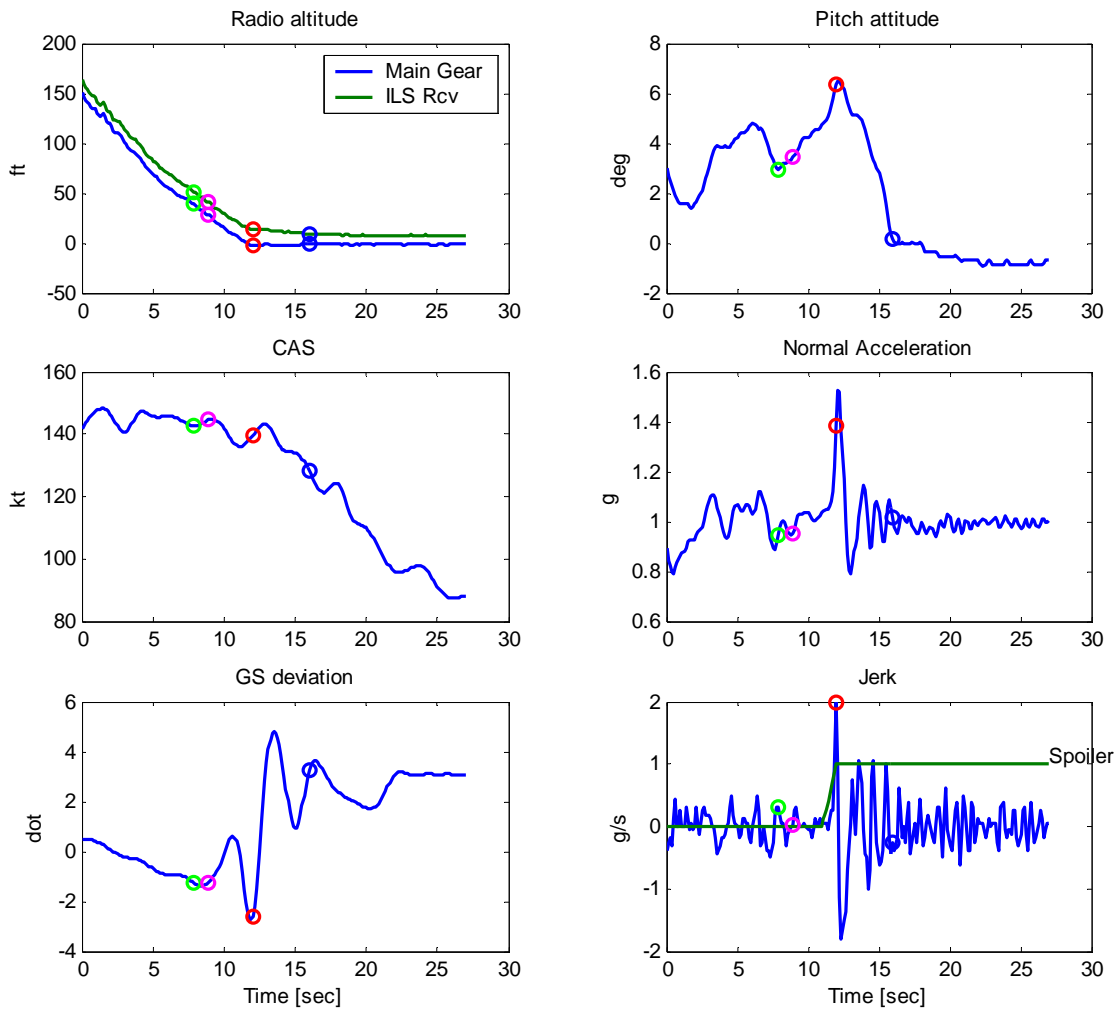 Radio altitude
200
150
100
50
0
-50
ft
0 5 10 15 20 25 30
Main Gear
ILS Rcv
Pitch attitude
8
6
4
2
0
-2
deg
0 5 10 15 20 25 30
CAS
160
140
120
100
80
kt
0 5 10 15 20 25 30
Normal Acceleration
1.6
1.4
1.2
1
0.8
0.6
g
0 5 10 15 20 25 30
GS deviation
6
4
2
0
-2
-4
dot
0 5 10 15 20 25 30
Time [sec]
Jerk
2
1
0
-1
-2
g/s
Spoiler
0 5 10 15 20 25 30
Time [sec]